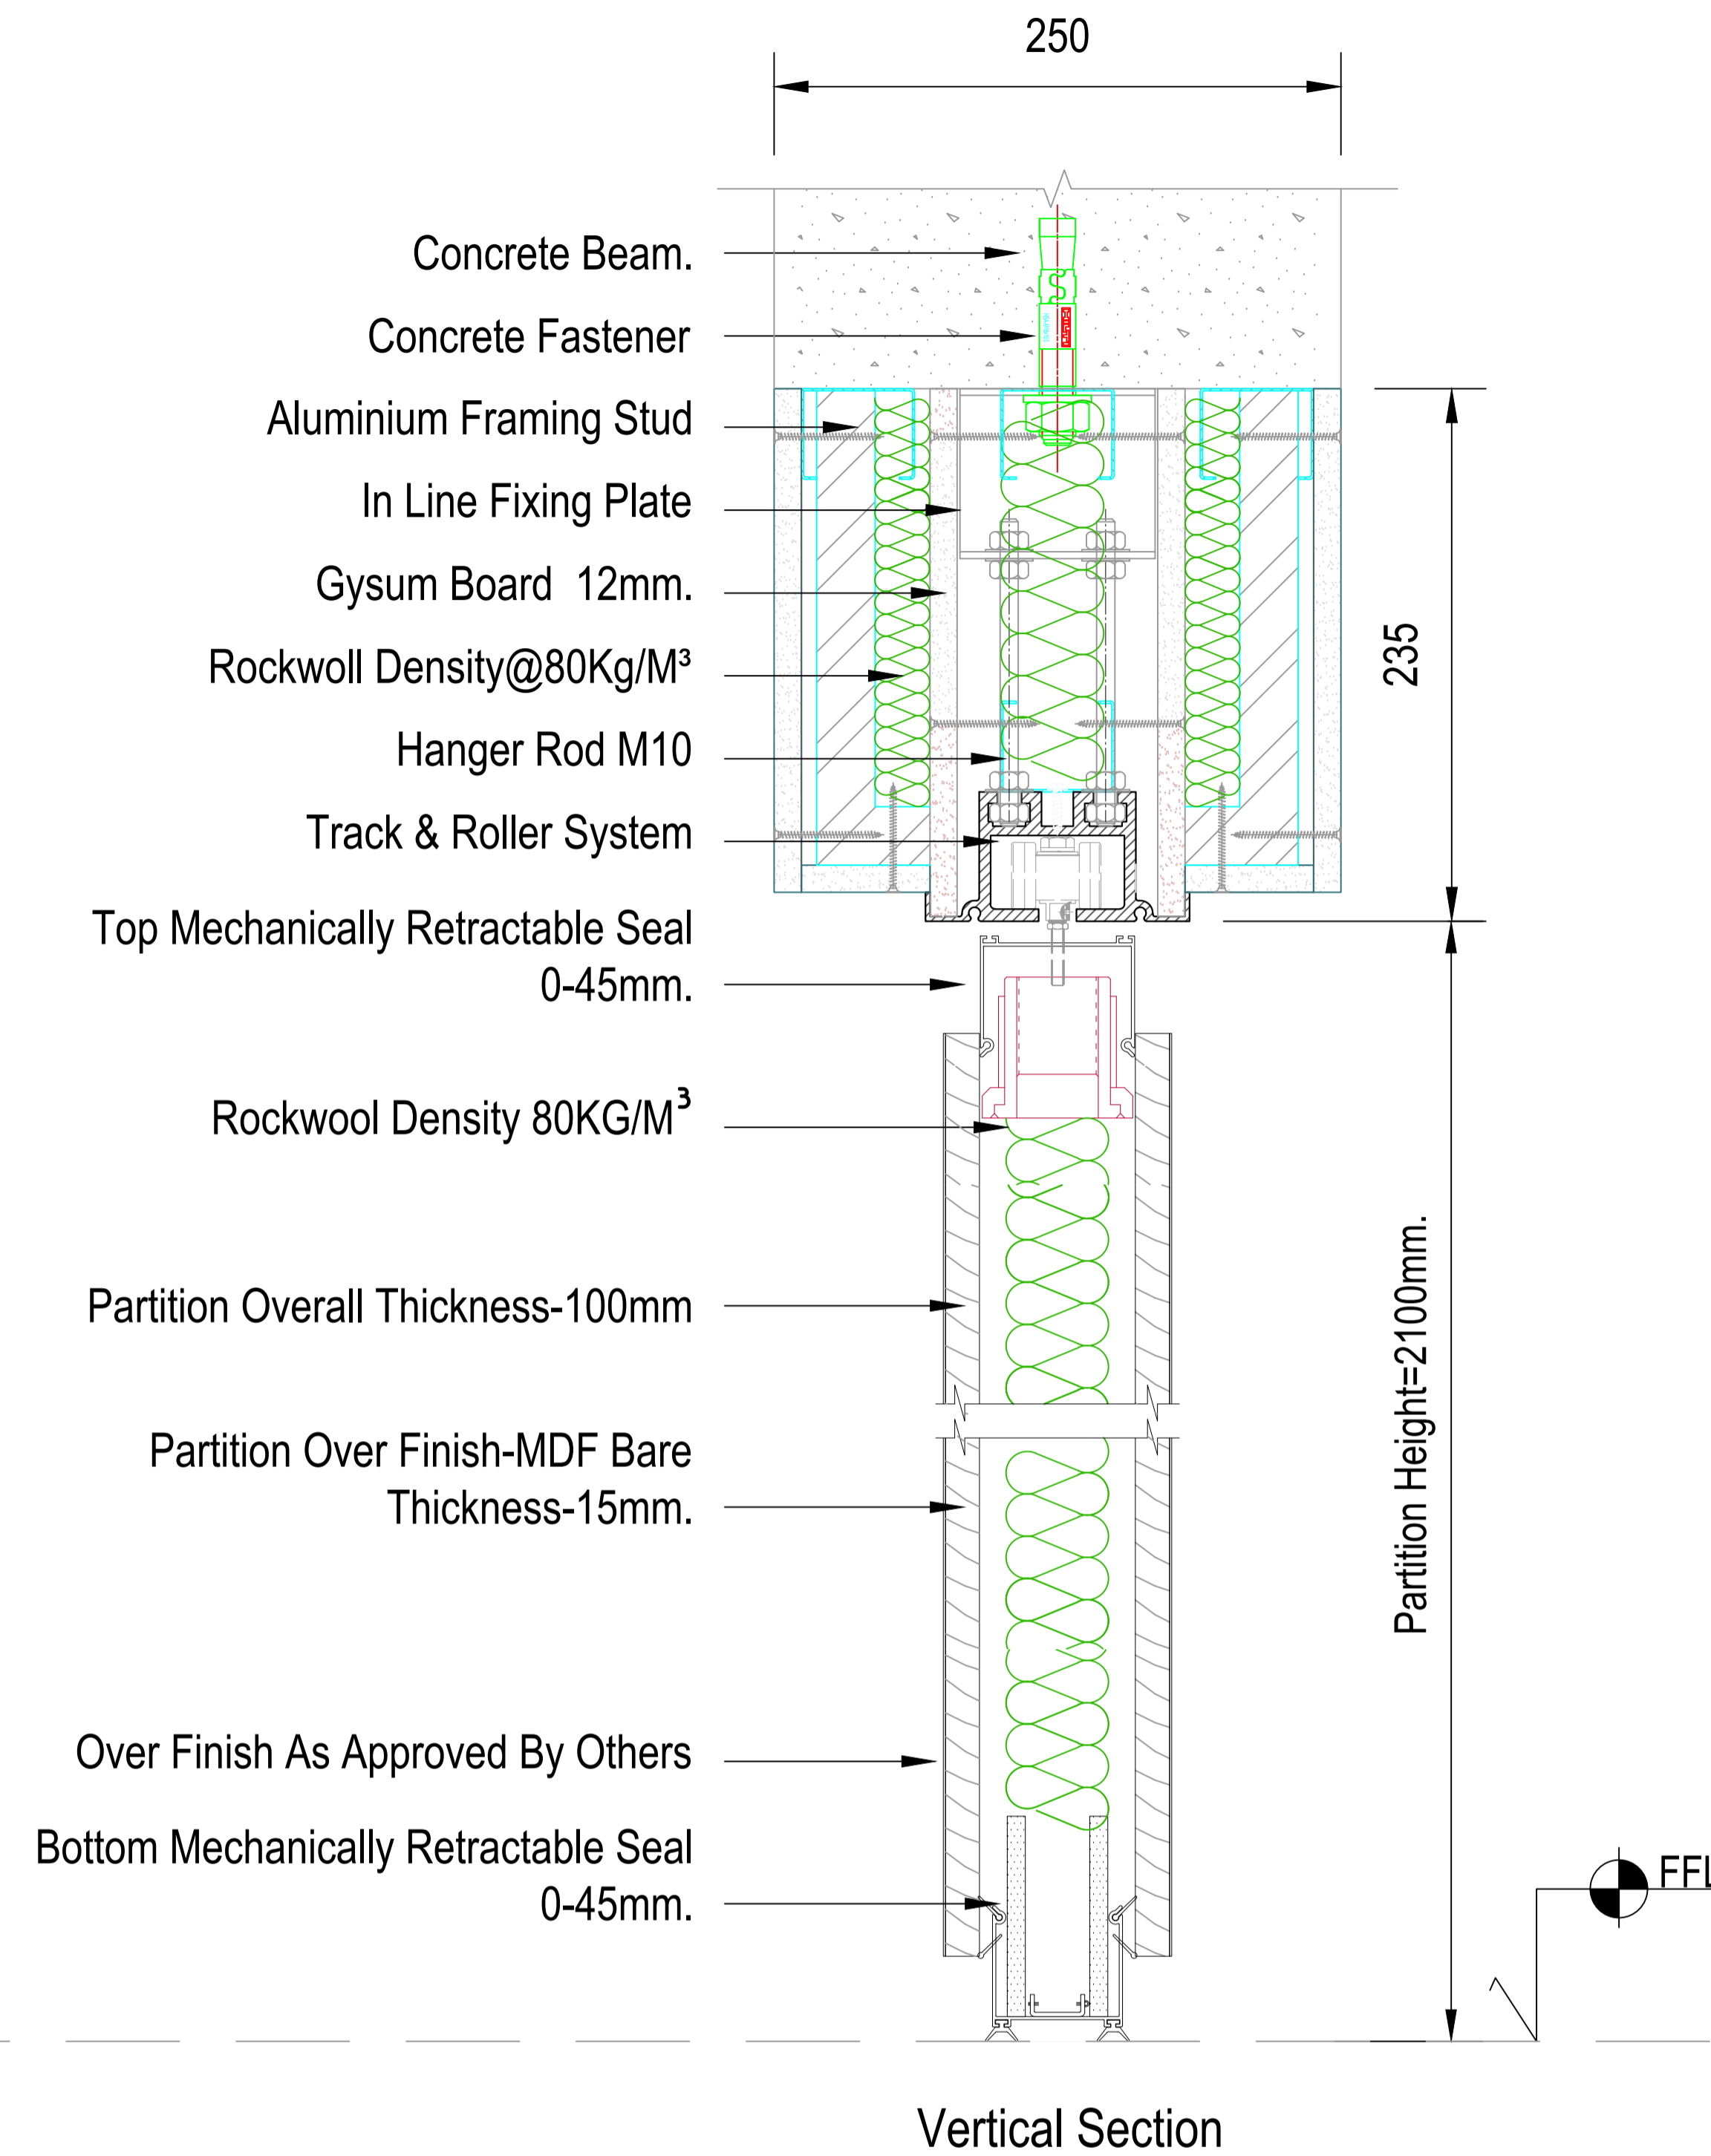 250
Concrete Beam.
Concrete Fastener
Aluminium Framing Stud
In Line Fixing Plate
Gysum Board 12mm.
Rockwoll Density@80Kg/M³
Hanger Rod M10
Track & Roller System
Top Mechanically Retractable Seal
0-45mm.
Rockwool Density 80KG/M³
Partition Overall Thickness-100mm
Partition Over Finish-MDF Bare
Thickness-15mm.
Over Finish As Approved By Others
Bottom Mechanically Retractable Seal
0-45mm.
235
Partition Height=2100mm.
FFL
Vertical Section